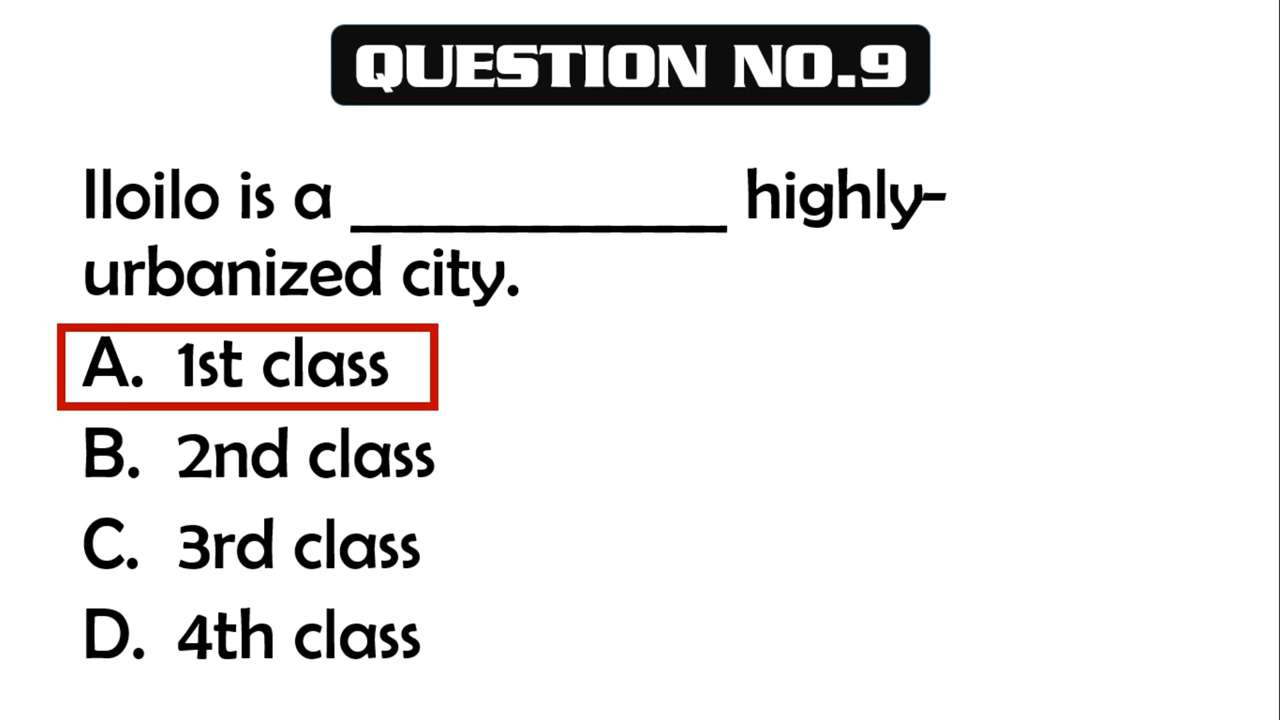 QUESTION NO.9
Iloilo is a ____________ highly-
urbanized city.
A. 1st class
B. 2nd class
C. 3rd class
D. 4th class